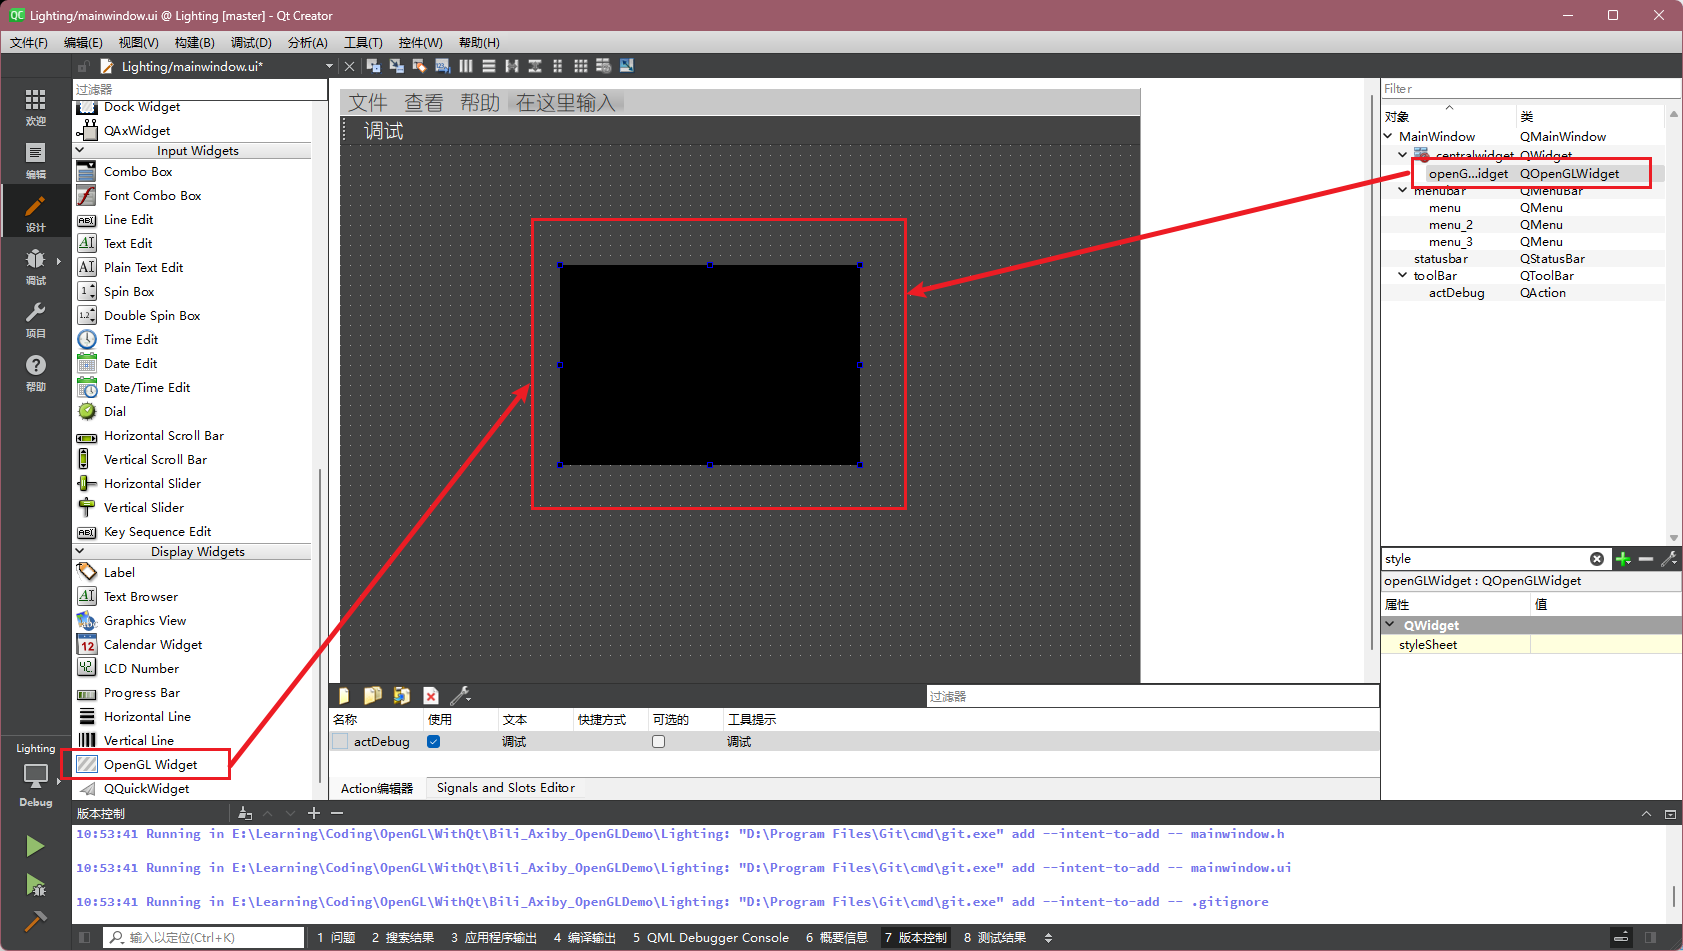 Lighting/mainwindow.ui @ Lighting [master] - Qt Creator
文件(F) 编辑(E) 视图(V) 构建(B) 调试(D) 分析(A) 工具(T) 控件(W) 帮助(H)
Lighting/mainwindow.ui*
欢迎
编辑
设计
调试
项目
帮助
Lighting
Debug
过滤器
Dock Widget
QAxWidget
Input Widgets
Combo Box
Font Combo Box
Line Edit
Text Edit
Plain Text Edit
Spin Box
Double Spin Box
Time Edit
Date Edit
Date/Time Edit
Dial
Horizontal Scroll Bar
Vertical Scroll Bar
Horizontal Slider
Vertical Slider
Key Sequence Edit
Display Widgets
Label
Text Browser
Graphics View
Calendar Widget
LCD Number
Progress Bar
Horizontal Line
Vertical Line
OpenGL Widget
QQuickWidget
文件 查看 帮助 在这里输入
调试
过滤器
名称 使用 文本 快捷方式 可选的 工具提示
actDebug 调试 调试
Action编辑器 Signals and Slots Editor
Filter
对象 类
MainWindow QMainWindow
centralwidget QWidget
openG...idget QOpenGLWidget
menubar QMenuBar
menu QMenu
menu_2 QMenu
menu_3 QMenu
statusbar QStatusBar
toolBar QToolBar
actDebug QAction
style
openGLWidget : QOpenGLWidget
属性 值
QWidget
styleSheet
版本控制
10:53:41 Running in E:\Learning\Coding\OpenGL\WithQt\Bili_Axiby_OpenGLDemo\Lighting: "D:\Program Files\Git\cmd\git.exe" add --intent-to-add -- mainwindow.h
10:53:41 Running in E:\Learning\Coding\OpenGL\WithQt\Bili_Axiby_OpenGLDemo\Lighting: "D:\Program Files\Git\cmd\git.exe" add --intent-to-add -- mainwindow.ui
10:53:41 Running in E:\Learning\Coding\OpenGL\WithQt\Bili_Axiby_OpenGLDemo\Lighting: "D:\Program Files\Git\cmd\git.exe" add --intent-to-add -- .gitignore
输入以定位(Ctrl+K) 1 问题 2 搜索结果 3 应用程序输出 4 编译输出 5 QML Debugger Console 6 概要信息 7 版本控制 8 测试结果